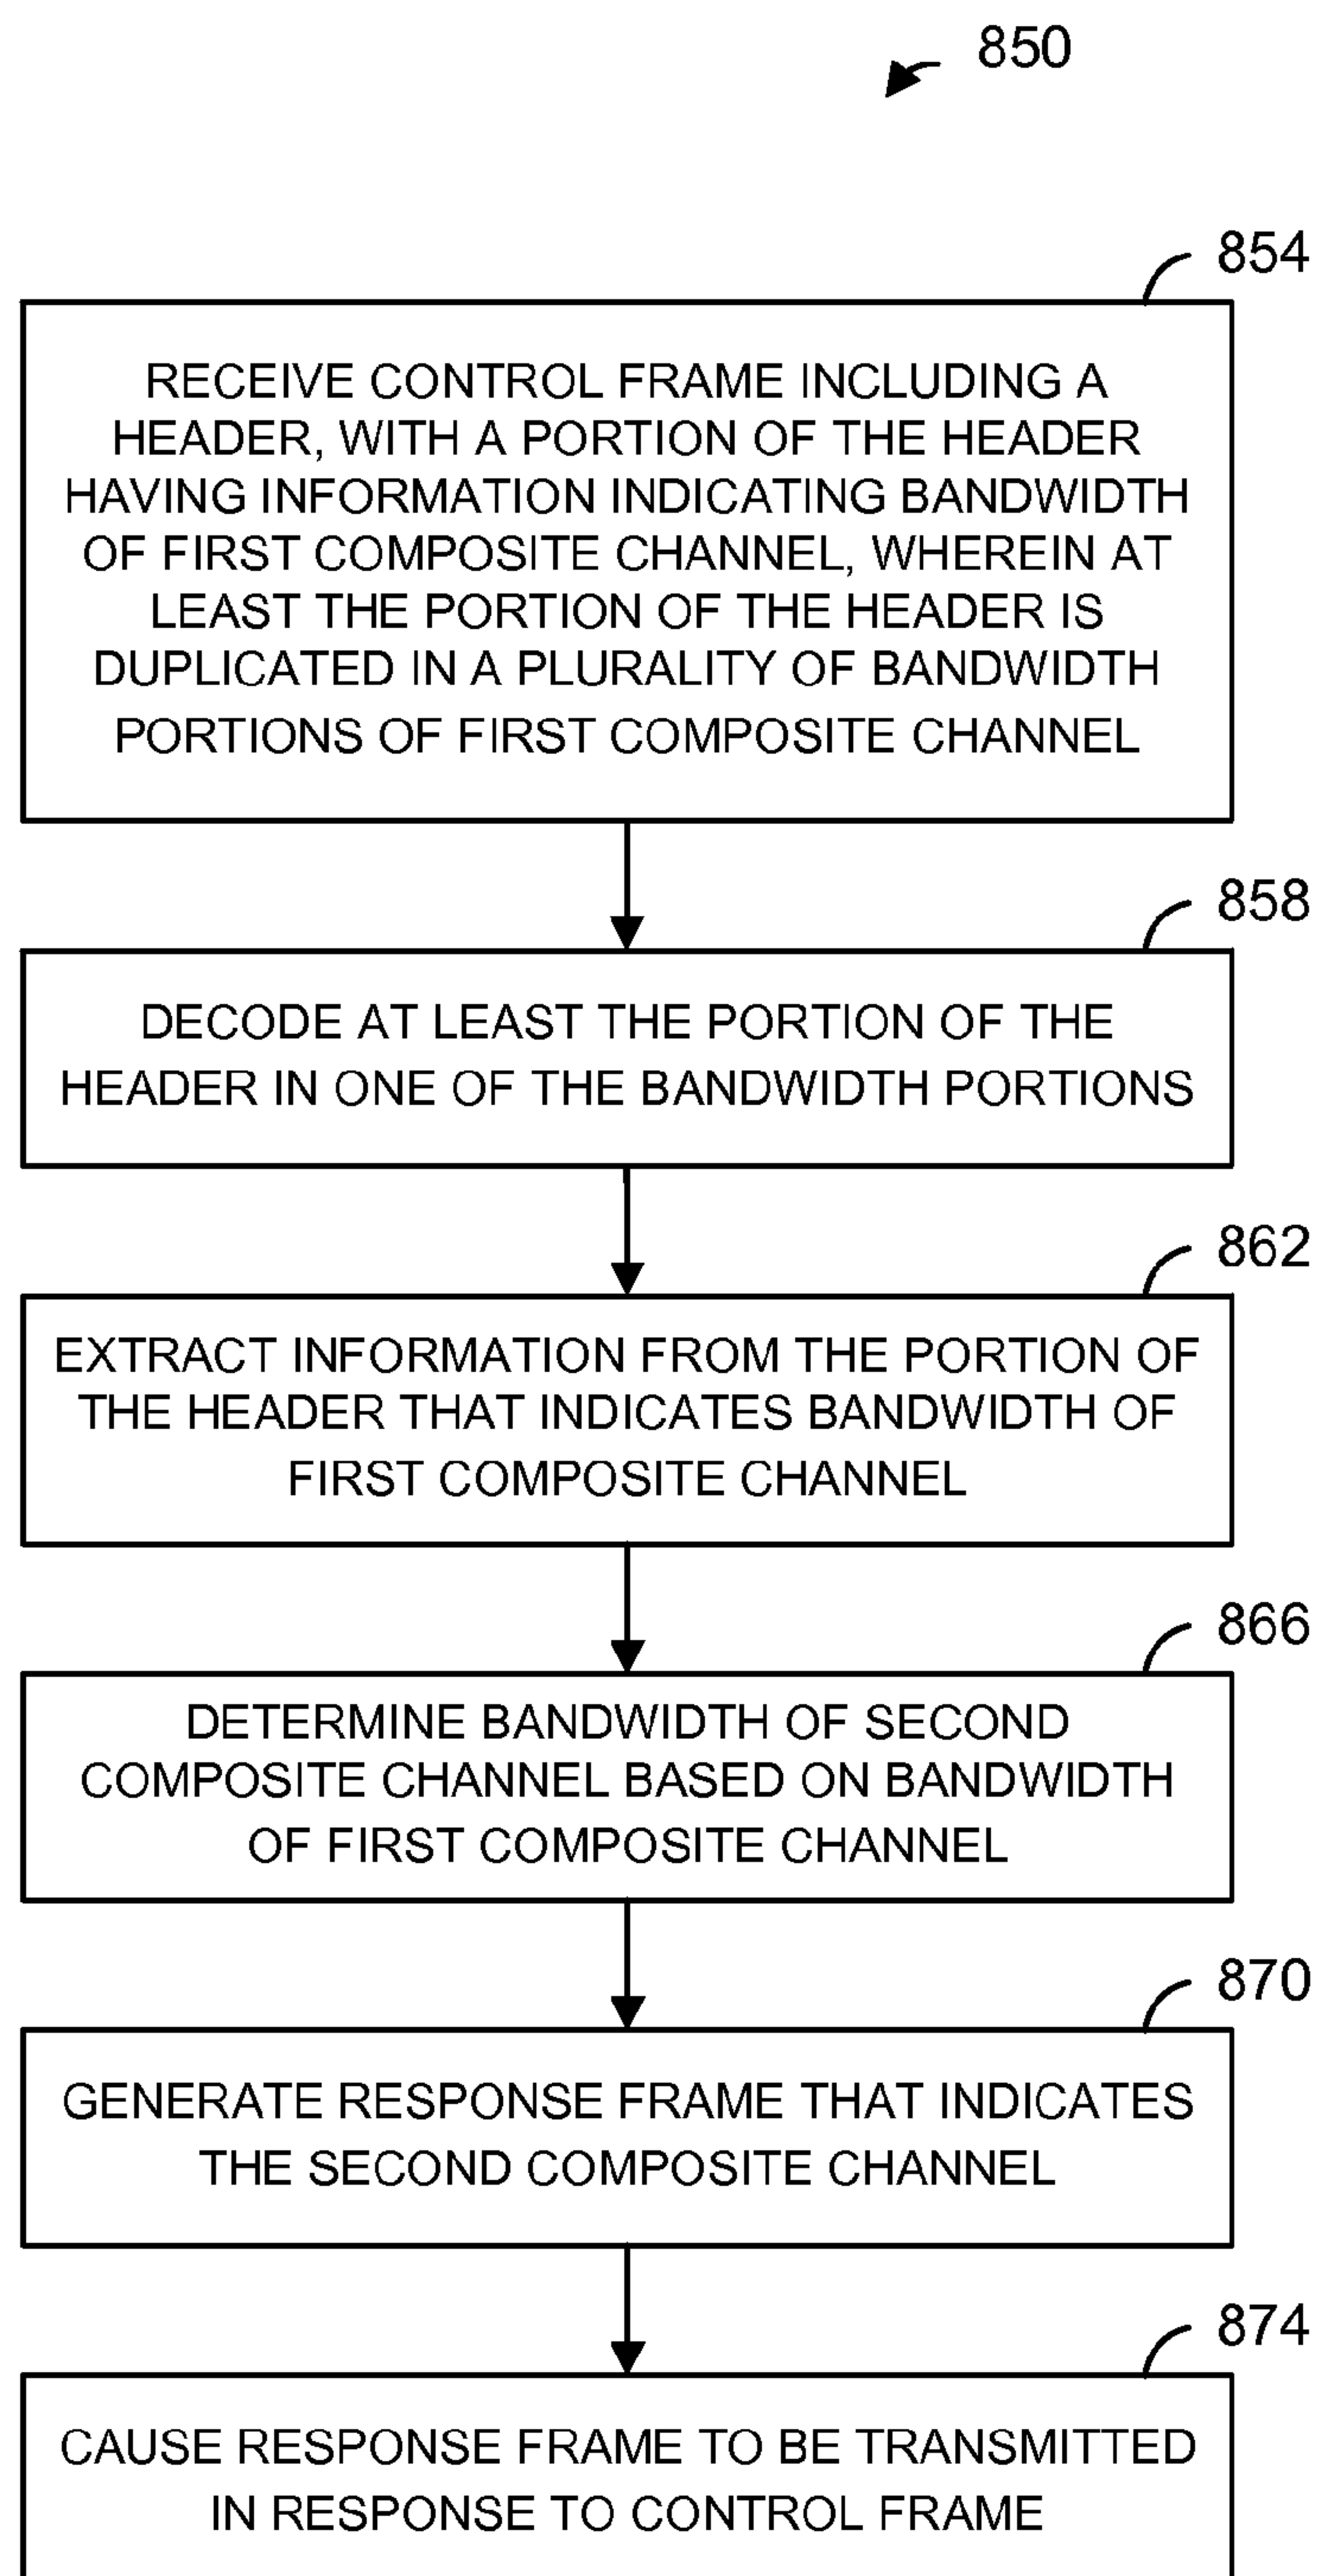 850
854
RECEIVE CONTROL FRAME INCLUDING A
HEADER, WITH A PORTION OF THE HEADER
HAVING INFORMATION INDICATING BANDWIDTH
OF FIRST COMPOSITE CHANNEL, WHEREIN AT
LEAST THE PORTION OF THE HEADER IS
DUPLICATED IN A PLURALITY OF BANDWIDTH
PORTIONS OF FIRST COMPOSITE CHANNEL
858
DECODE AT LEAST THE PORTION OF THE
HEADER IN ONE OF THE BANDWIDTH PORTIONS
862
EXTRACT INFORMATION FROM THE PORTION OF
THE HEADER THAT INDICATES BANDWIDTH OF
FIRST COMPOSITE CHANNEL
866
DETERMINE BANDWIDTH OF SECOND
COMPOSITE CHANNEL BASED ON BANDWIDTH
OF FIRST COMPOSITE CHANNEL
870
GENERATE RESPONSE FRAME THAT INDICATES
THE SECOND COMPOSITE CHANNEL
874
CAUSE RESPONSE FRAME TO BE TRANSMITTED
IN RESPONSE TO CONTROL FRAME